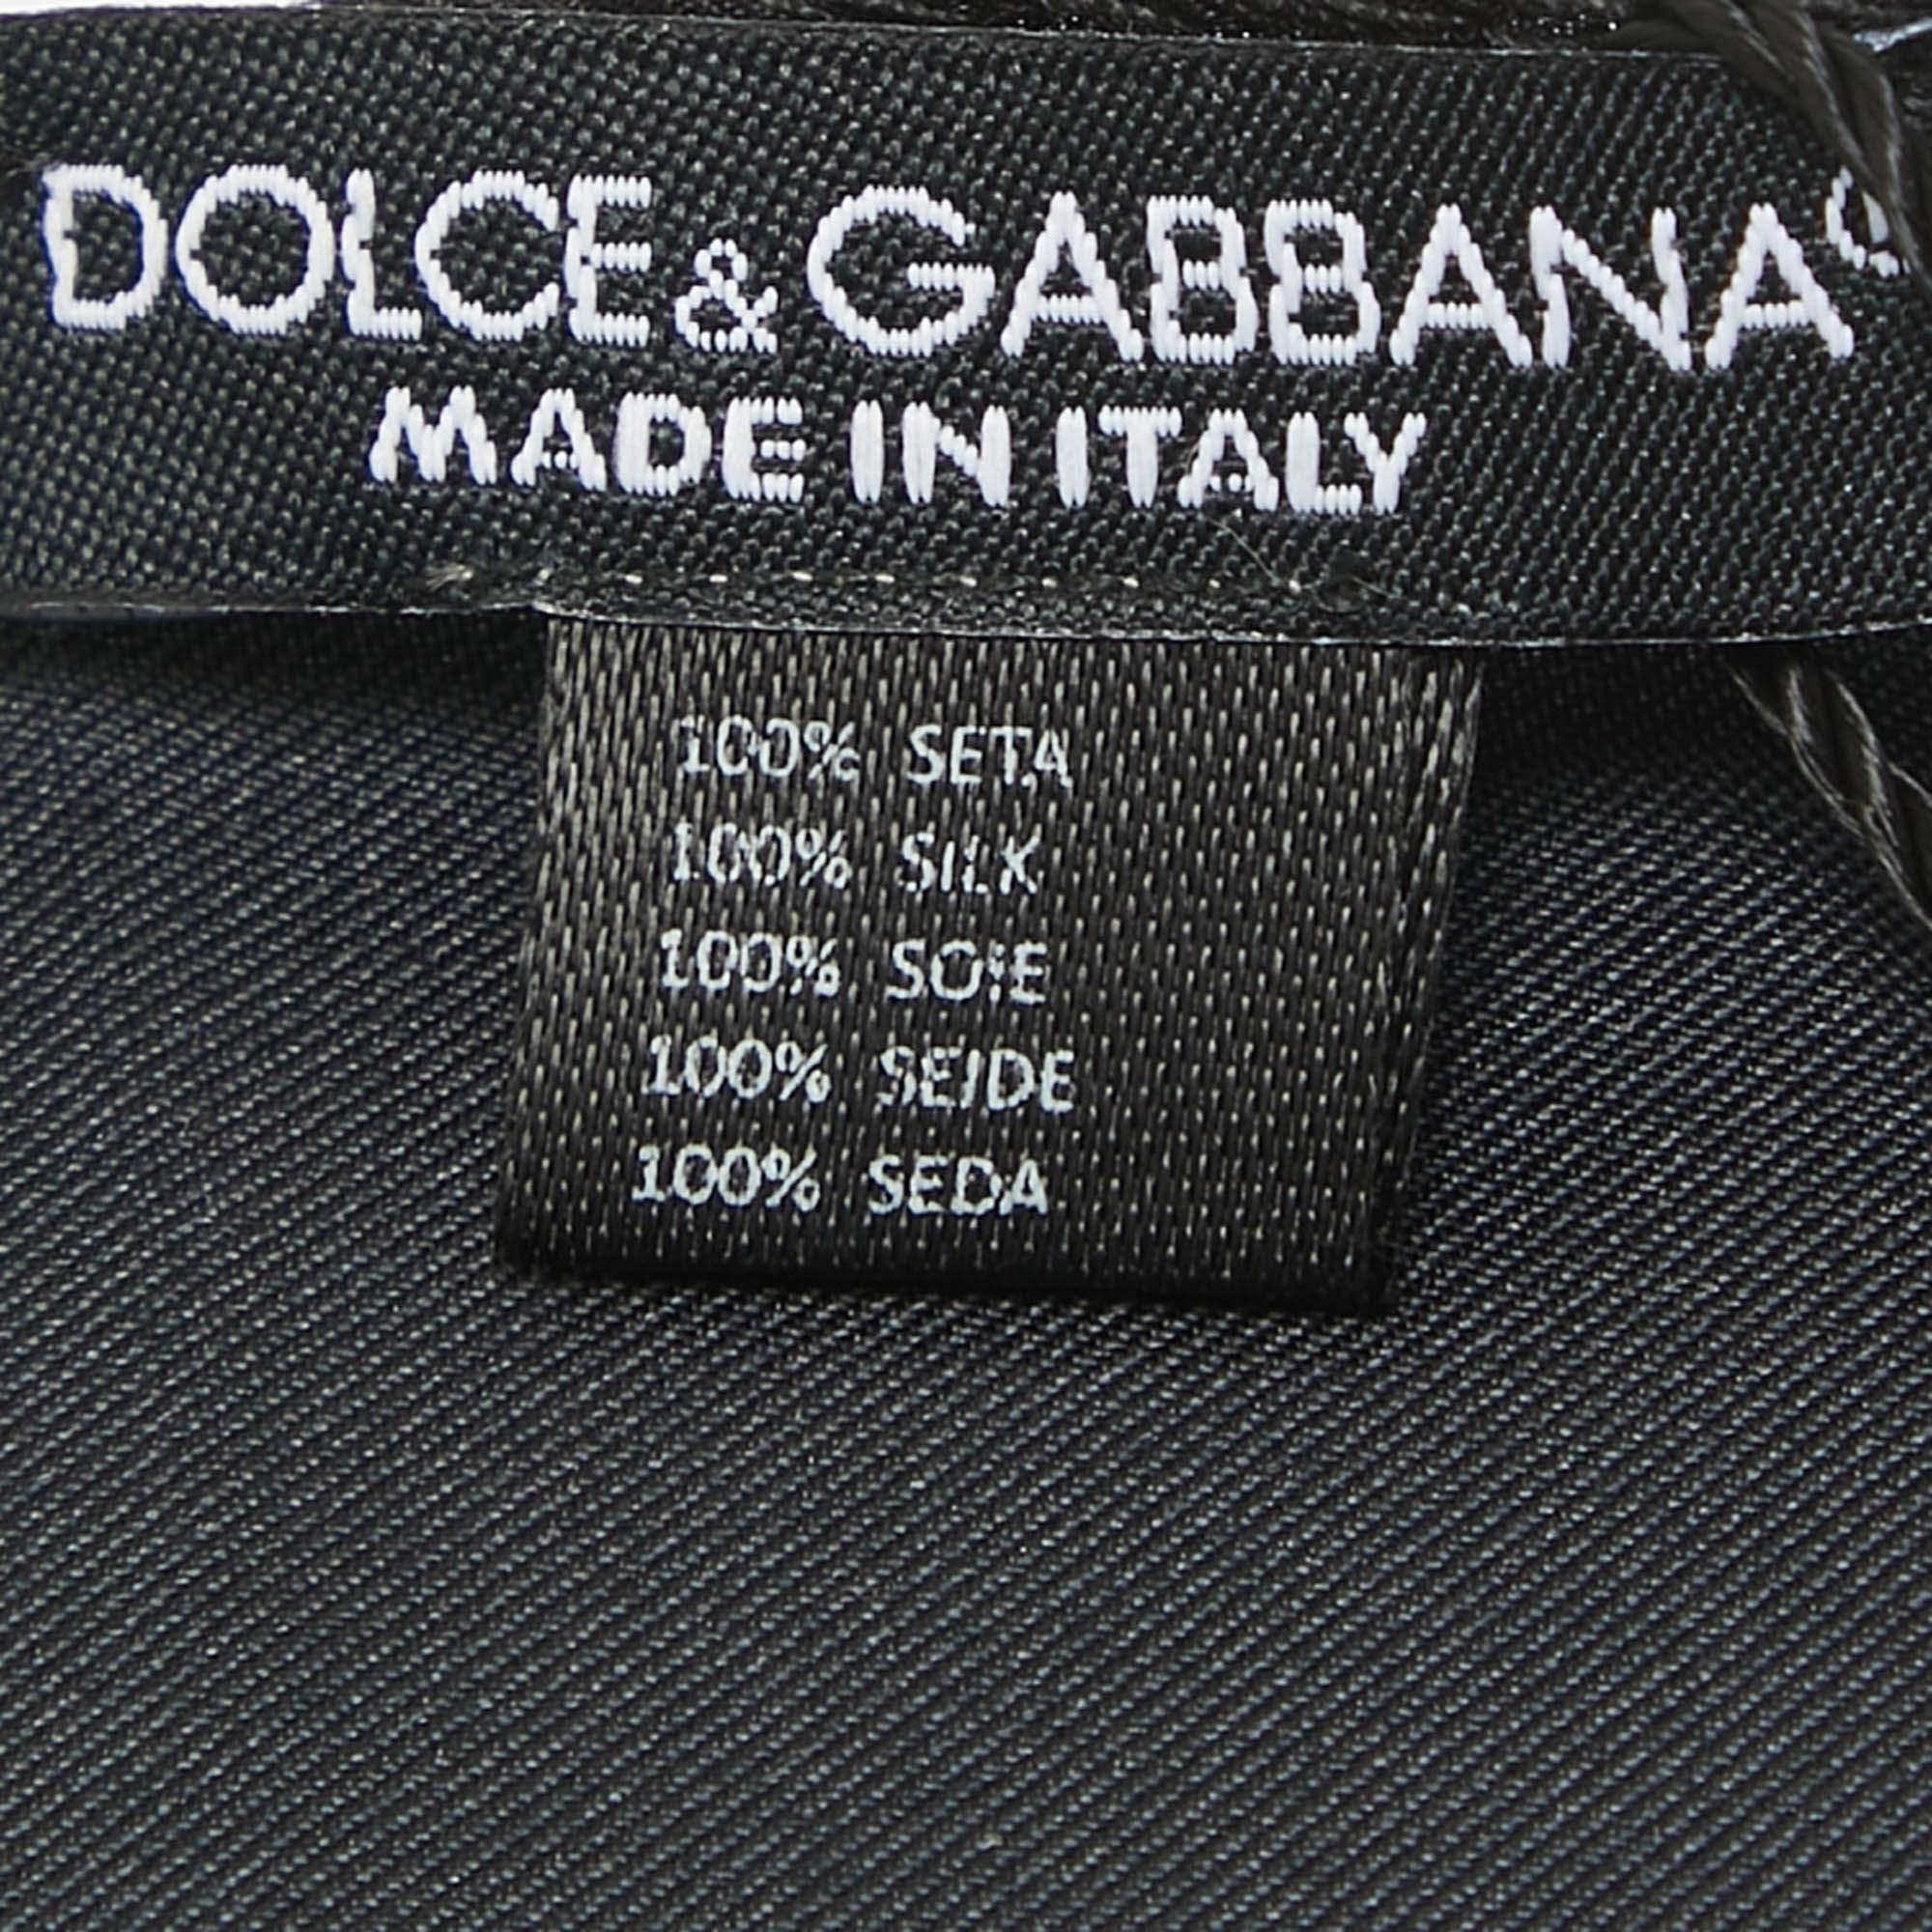 DOLCE & GABBANA
MADE IN ITALY
100% SETA
100% SILK
100% SOIE
100% SEIDE
100% SEDA